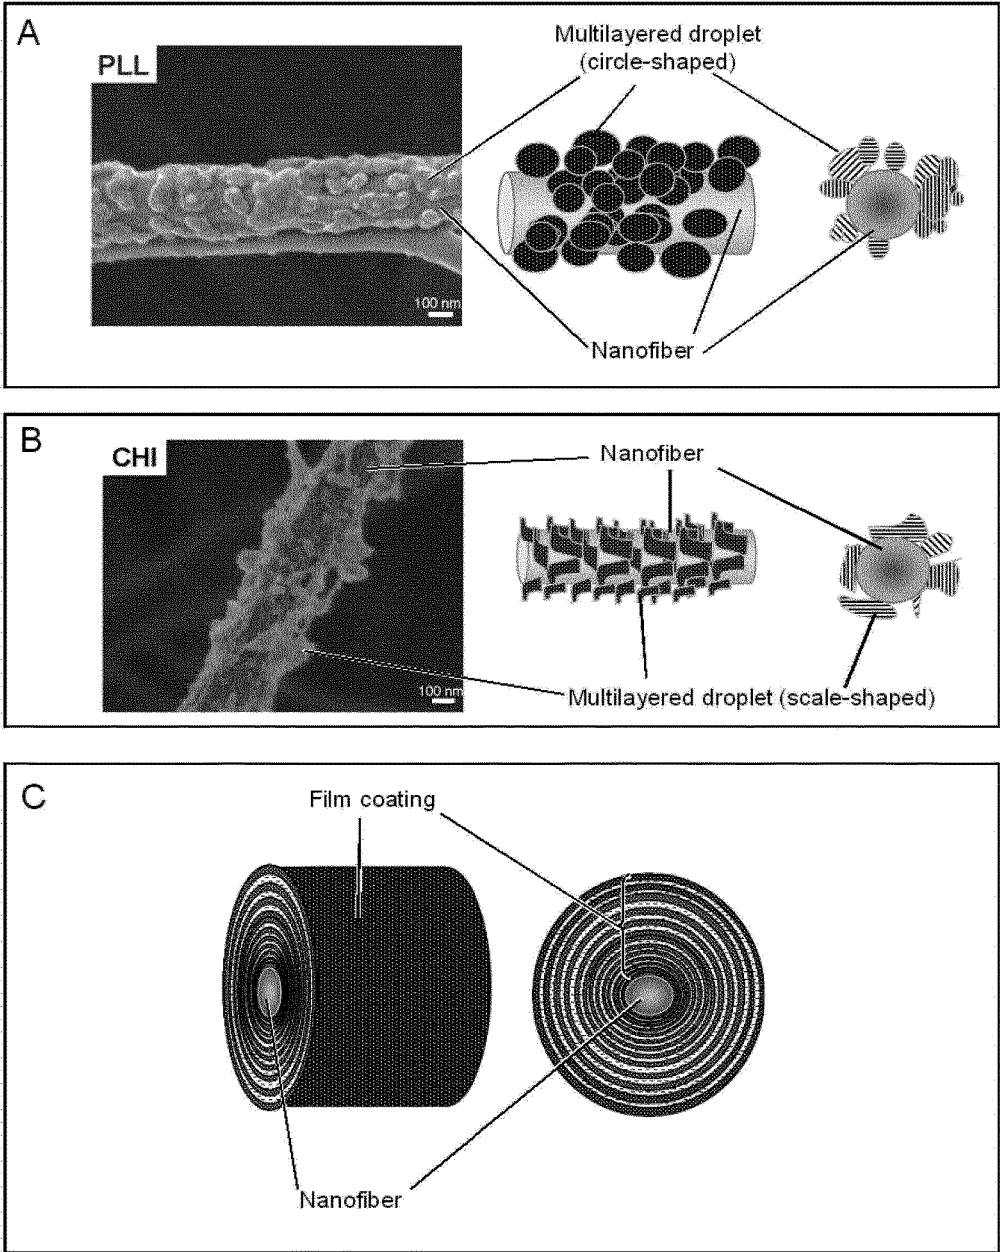 A
PLL
Multilayered droplet
(circle-shaped)
100 nm
Nanofiber
B
CHI
Nanofiber
100 nm
Multilayered droplet (scale-shaped)
C
Film coating
Nanofiber